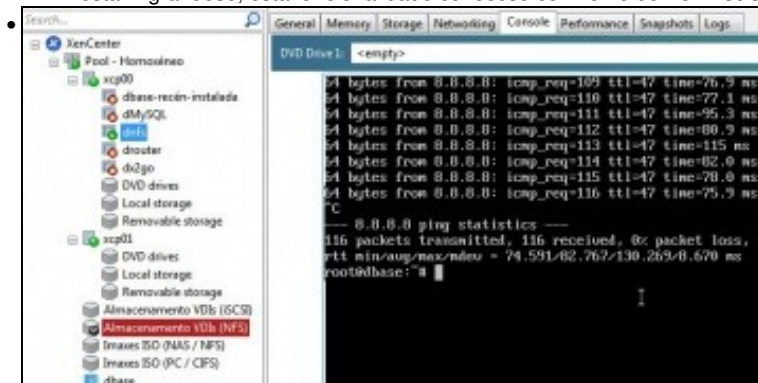 Search...
General Memory Storage Networking Console Performance Snapshots Logs
XenCenter
Pool - Homoxéneo
xcp00
dbase-recén-instalada
dMySQL
dnfs
drouter
dx2go
DVD drives
Local storage
Removable storage
xcp01
DVD drives
Local storage
Removable storage
Almacenamento VDIs (iSCSI)
Almacenamento VDIs (NFS)
Imaxes ISO (NAS / NFS)
Imaxes ISO (PC / CIFS)
dbase
DVD Drive 1: <empty>
64 bytes from 8.8.8.8: icmp_req=109 ttl=47 time=76.9 ms
64 bytes from 8.8.8.8: icmp_req=110 ttl=47 time=77.1 ms
64 bytes from 8.8.8.8: icmp_req=111 ttl=47 time=95.3 ms
64 bytes from 8.8.8.8: icmp_req=112 ttl=47 time=80.9 ms
64 bytes from 8.8.8.8: icmp_req=113 ttl=47 time=115 ms
64 bytes from 8.8.8.8: icmp_req=114 ttl=47 time=82.0 ms
64 bytes from 8.8.8.8: icmp_req=115 ttl=47 time=78.0 ms
64 bytes from 8.8.8.8: icmp_req=116 ttl=47 time=75.9 ms
^C
--- 8.8.8.8 ping statistics ---
116 packets transmitted, 116 received, 0% packet loss,
rtt min/avg/max/mdev = 74.591/82.767/130.269/8.670 ms
root@dbase:~#